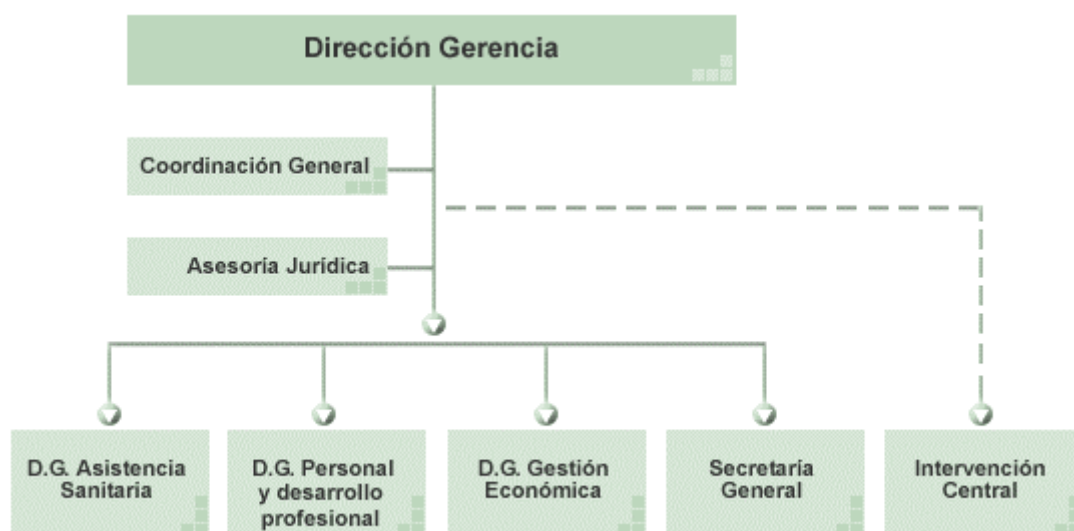 Dirección Gerencia
Coordinación General
Asesoría Jurídica
D.G. Asistencia
Sanitaria
D.G. Personal
y desarrollo
profesional
D.G. Gestión
Económica
Secretaría
General
Intervención
Central